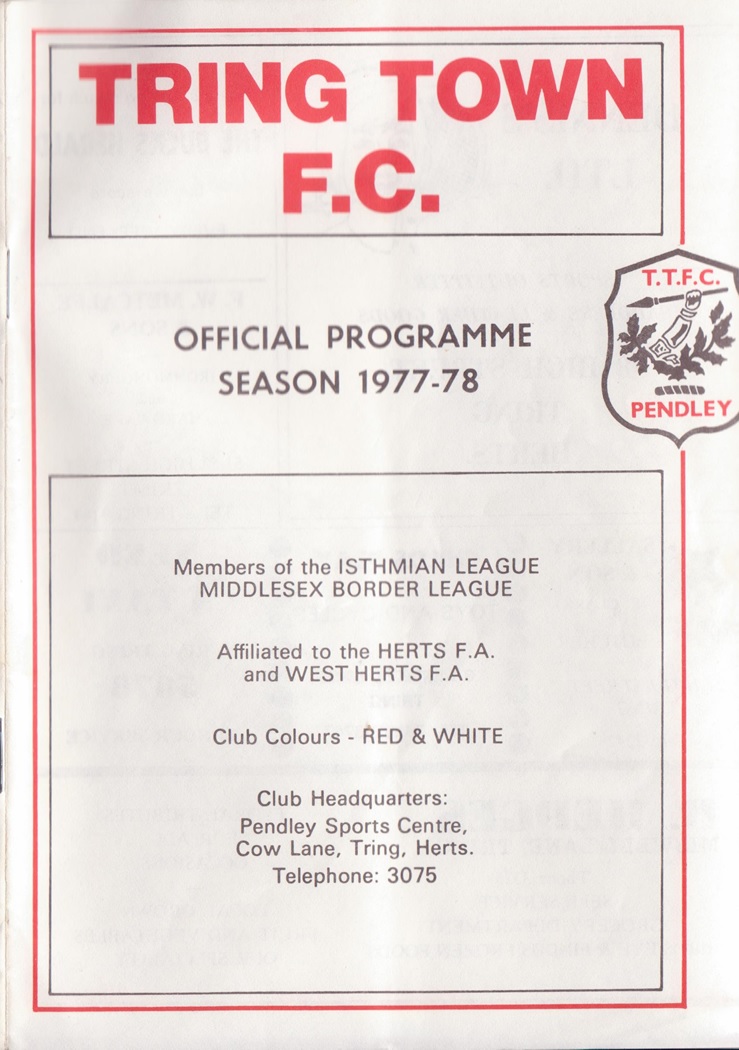 TRING TOWN
F.C.
OFFICIAL PROGRAMME
SEASON 1977-78
T.T.F.C.
PENDLEY
Members of the ISTHMIAN LEAGUE
MIDDLESEX BORDER LEAGUE
Affiliated to the HERTS F.A.
and WEST HERTS F.A.
Club Colours - RED & WHITE
Club Headquarters:
Pendley Sports Centre,
Cow Lane, Tring, Herts.
Telephone: 3075